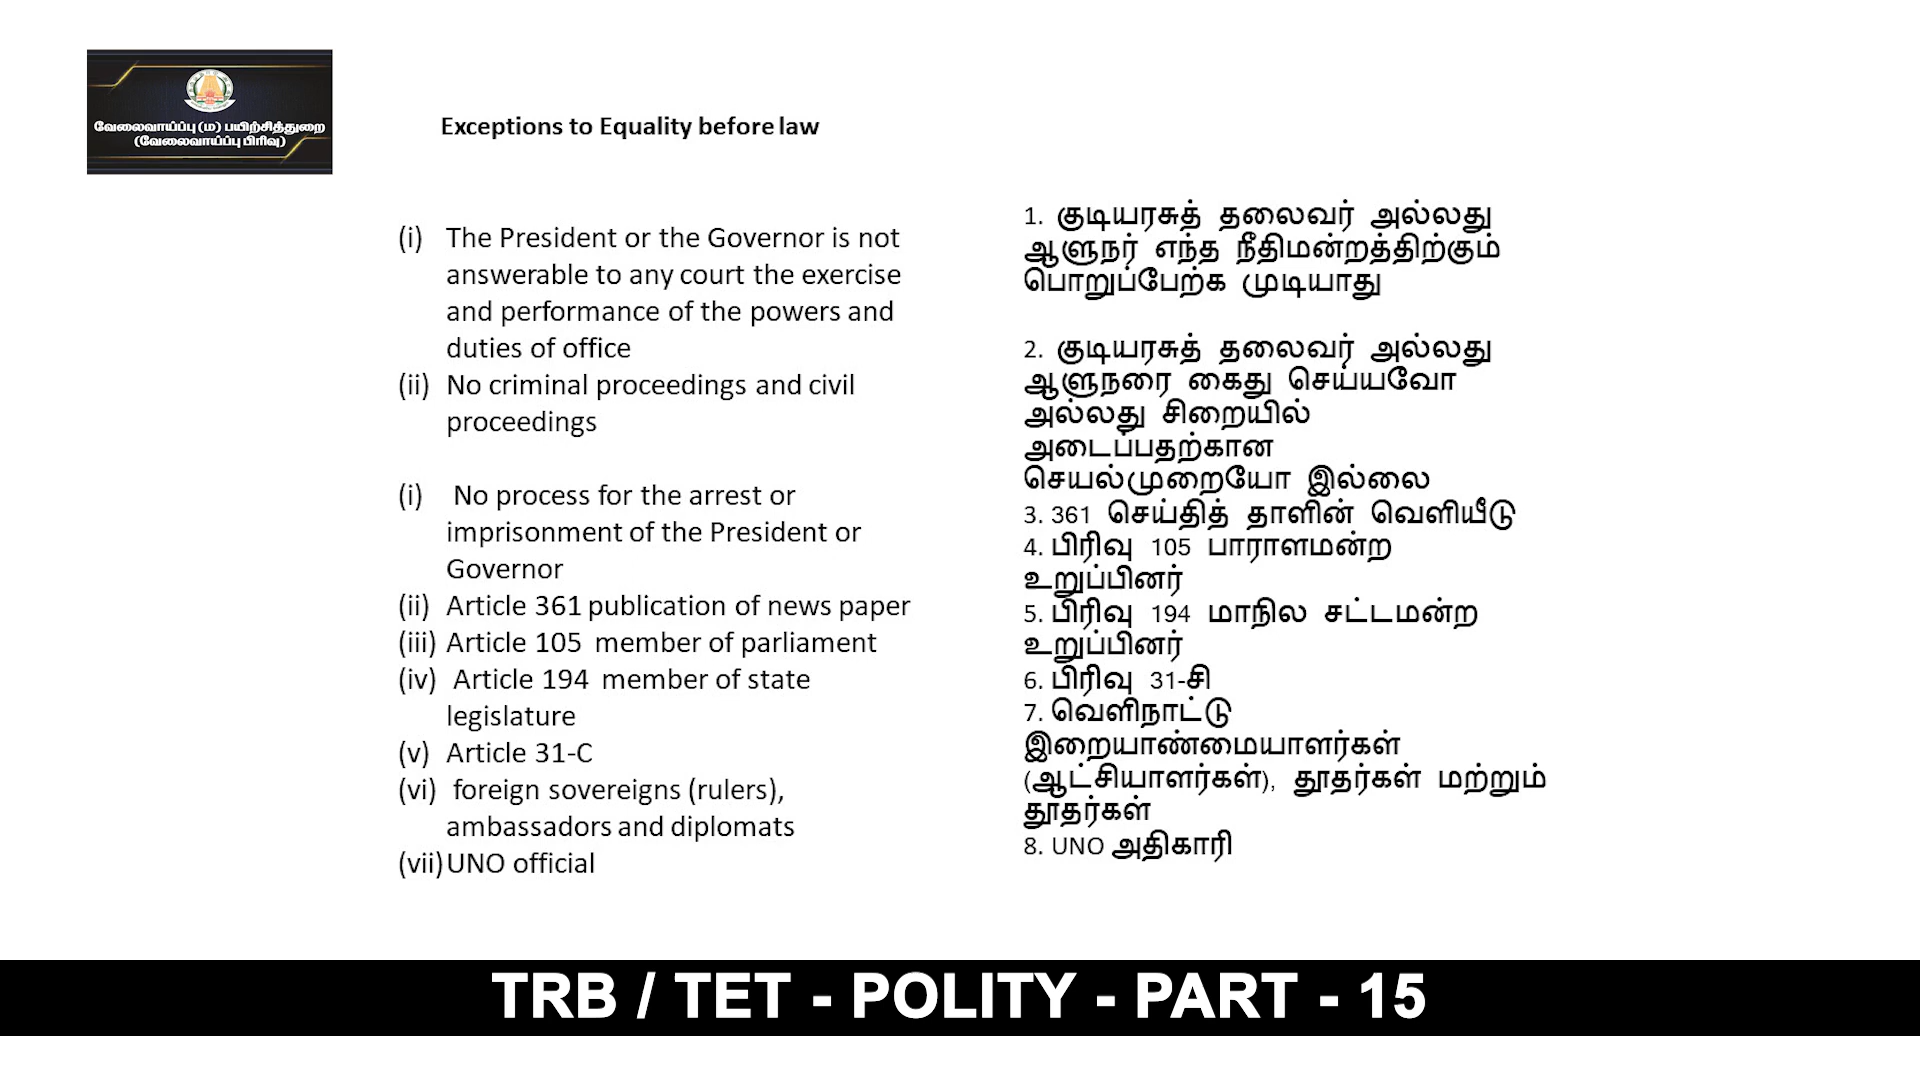 வேலைவாய்ப்பு (ம) பயிற்சித்துறை
(வேலைவாய்ப்பு பிரிவு)
Exceptions to Equality before law
(i) The President or the Governor is not
answerable to any court the exercise
and performance of the powers and
duties of office
(ii) No criminal proceedings and civil
proceedings
(i) No process for the arrest or
imprisonment of the President or
Governor
(ii) Article 361 publication of news paper
(iii) Article 105 member of parliament
(iv) Article 194 member of state
legislature
(v) Article 31-C
(vi) foreign sovereigns (rulers),
ambassadors and diplomats
(vii) UNO official
1. குடியரசுத் தலைவர் அல்லது
ஆளுநர் எந்த நீதிமன்றத்திற்கும்
பொறுப்பேற்க முடியாது
2. குடியரசுத் தலைவர் அல்லது
ஆளுநரை கைது செய்யவோ
அல்லது சிறையில்
அடைப்பதற்கான
செயல்முறையோ இல்லை
3. 361 செய்தித் தாளின் வெளியீடு
4. பிரிவு 105 பாராளமன்ற
உறுப்பினர்
5. பிரிவு 194 மாநில சட்டமன்ற
உறுப்பினர்
6. பிரிவு 31-சி
7. வெளிநாட்டு
இறையாண்மையாளர்கள்
(ஆட்சியாளர்கள்), தூதர்கள் மற்றும்
தூதர்கள்
8. UNO அதிகாரி
TRB / TET - POLITY - PART - 15